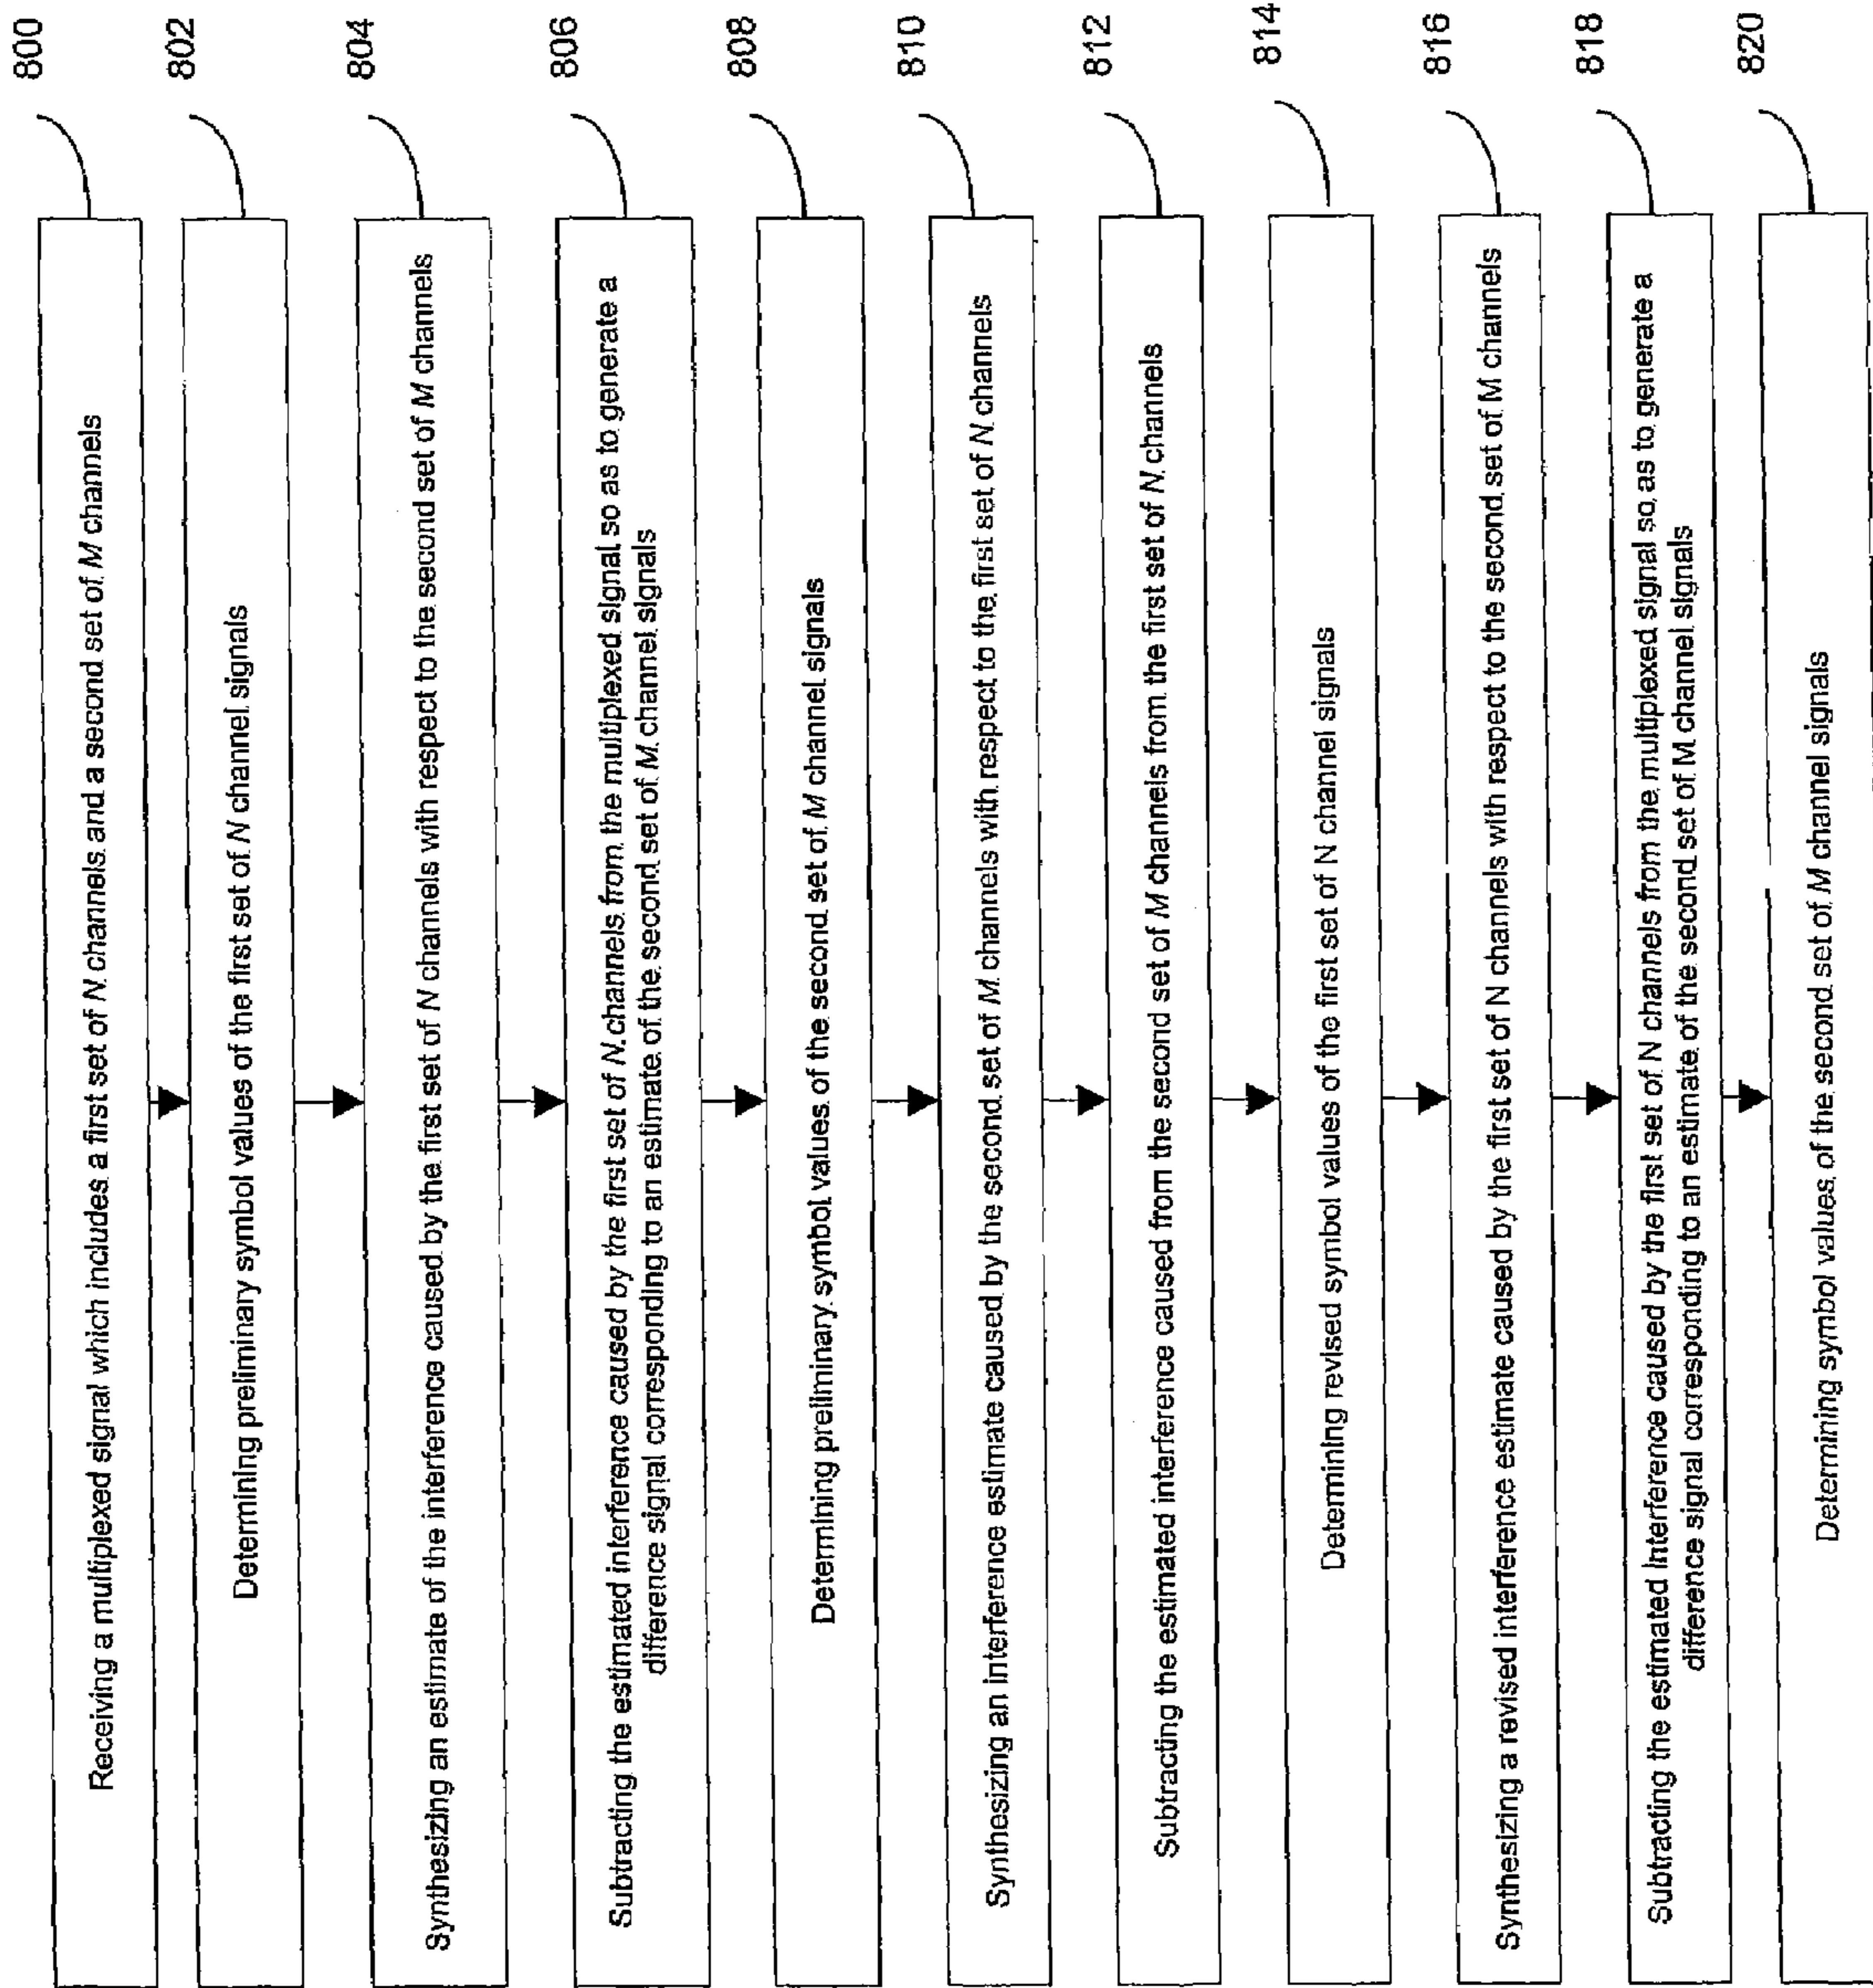 800
Receiving a multiplexed signal which includes a first set of N channels and a second set of M channels
802
Determining preliminary symbol values of the first set of N channel signals
804
Synthesizing an estimate of the interference caused by the first set of N channels with respect to the second set of M channels
806
Subtracting the estimated interference caused by the first set of N channels from the multiplexed signal so as to generate a
difference signal corresponding to an estimate of the second set of M channel signals
808
Determining preliminary symbol values of the second set of M channel signals
810
Synthesizing an interference estimate caused by the second set of M channels with respect to the first set of N channels
812
Subtracting the estimated interference caused from the second set of M channels from the first set of N channels
814
Determining revised symbol values of the first set of N channel signals
816
Synthesizing a revised interference estimate caused by the first set of N channels with respect to the second set of M channels
818
Subtracting the estimated interference caused by the first set of N channels from the multiplexed signal so as to generate a
difference signal corresponding to an estimate of the second set of M channel signals
820
Determining symbol values of the second set of M channel signals